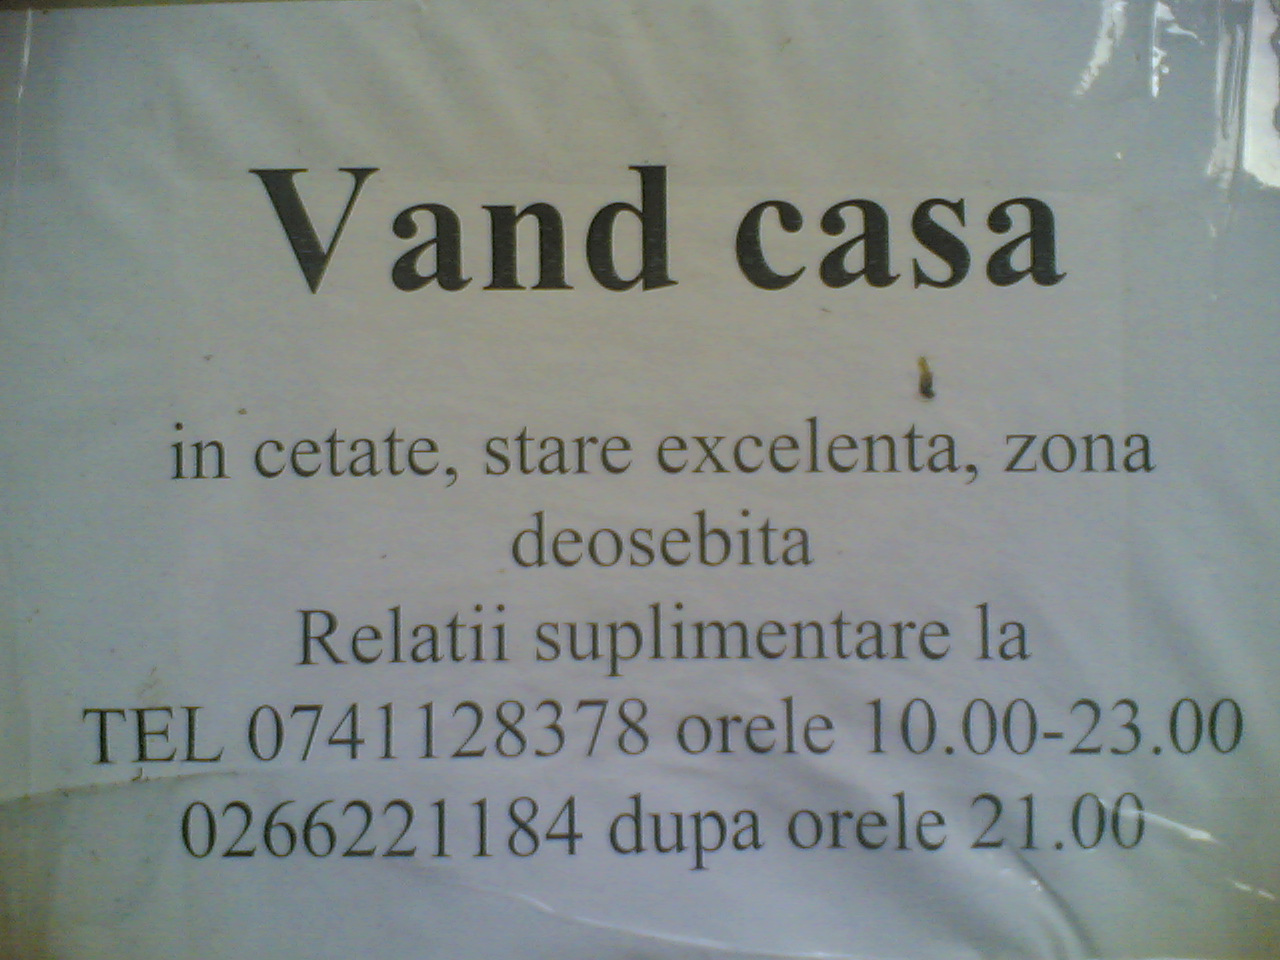 Vand casa
in cetate, stare excelenta, zona
deosebita
Relatii suplimentare la
TEL 0741128378 orele 10.00-23.00
0266221184 dupa orele 21.00